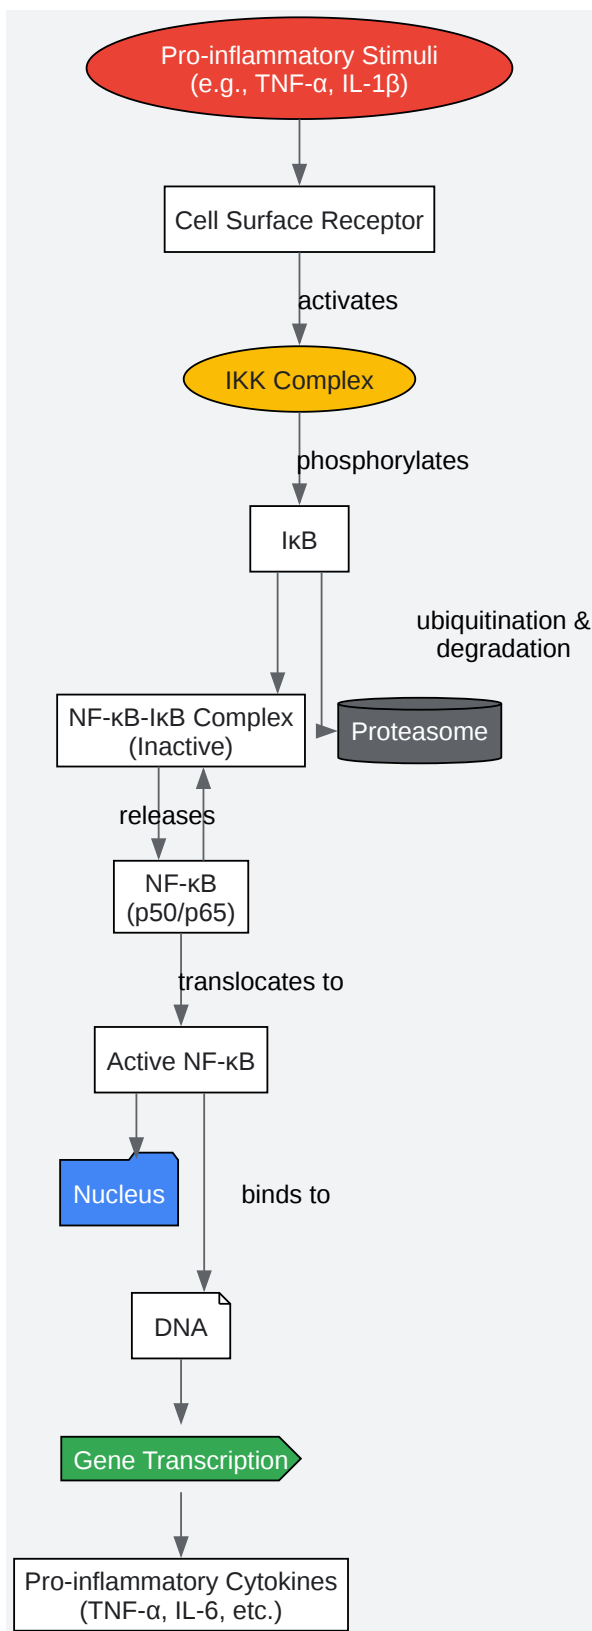 Pro-inflammatory Stimuli
(e.g., TNF-α, IL-1β)
Cell Surface Receptor
activates
IKK Complex
phosphorylates
IκB
ubiquitination &
degradation
NF-κB-IκB Complex
(Inactive)
Proteasome
releases
NF-κB
(p50/p65)
translocates to
Active NF-κB
Nucleus
binds to
DNA
Gene Transcription
Pro-inflammatory Cytokines
(TNF-α, IL-6, etc.)